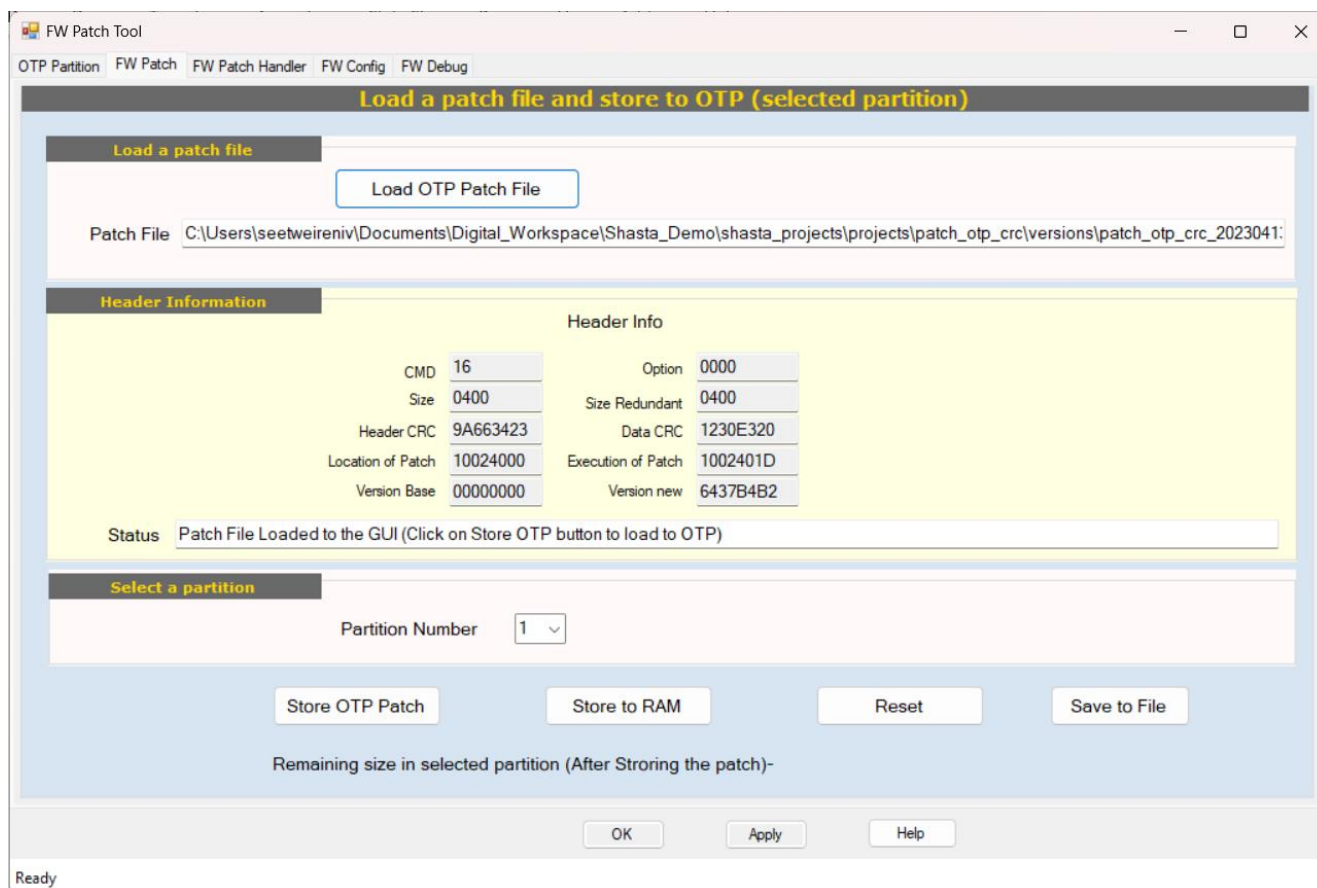 FW Patch Tool
OTP Partition FW Patch FW Patch Handler FW Config FW Debug
Load a patch file and store to OTP (selected partition)
Load a patch file
Load OTP Patch File
Patch File C:\Users\seetweireniv\Documents\Digital_Workspace\Shasta_Demo\shasta_projects\projects\patch_otp_crc\versions\patch_otp_crc_2023041
Header Information
Header Info
CMD 16 Option 0000
Size 0400 Size Redundant 0400
Header CRC 9A663423 Data CRC 1230E320
Location of Patch 10024000 Execution of Patch 1002401D
Version Base 00000000 Version new 6437B4B2
Status Patch File Loaded to the GUI (Click on Store OTP button to load to OTP)
Select a partition
Partition Number 1
Store OTP Patch Store to RAM Reset Save to File
Remaining size in selected partition (After Stroring the patch)-
OK Apply Help
Ready